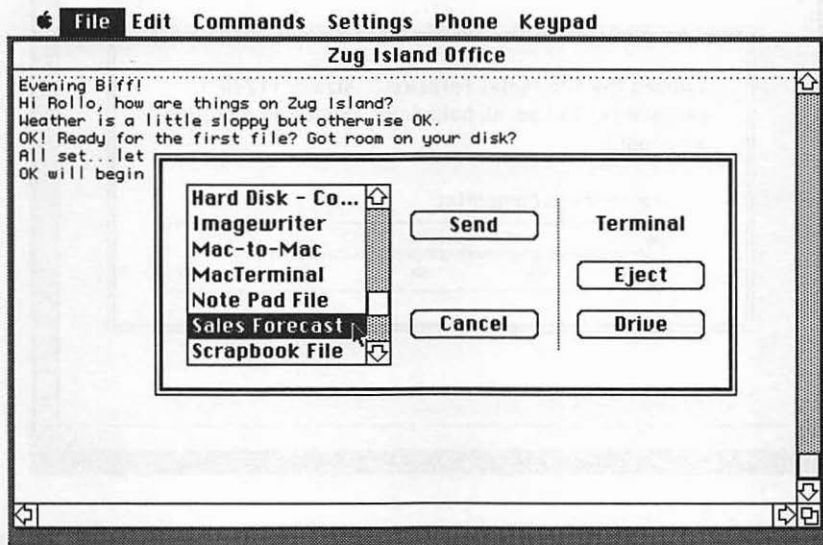 File Edit Commands Settings Phone Keypad
Zug Island Office
Evening Biff!
Hi Rollo, how are things on Zug Island?
Weather is a little sloppy but otherwise OK.
OK! Ready for the first file? Got room on your disk?
All set...let
OK will begin
Hard Disk - Co...
Imagewriter
Mac-to-Mac
MacTerminal
Note Pad File
Sales Forecast
Scrapbook File
Send
Cancel
Terminal
Eject
Drive